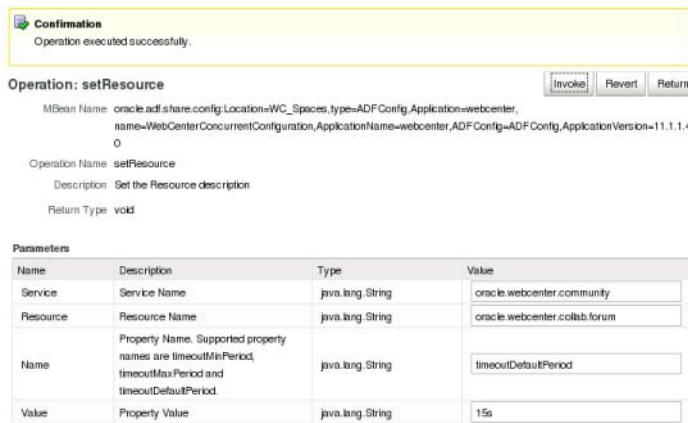 Confirmation
Operation executed successfully.
Operation: setResource
Invoke Revert Return
MBean Name oracle.adf.share.config:Location=WC_Spaces,type=ADFConfig,Application=webcenter,
name=WebCenterConcurrentConfiguration,ApplicationName=webcenter,ADFConfig=ADFConfig,ApplicationVersion=11.1.1.4
0
Operation Name setResource
Description Set the Resource description
Return Type void
Parameters
Name Description Type Value
Service Service Name java.lang.String oracle.webcenter.community
Resource Resource Name java.lang.String oracle.webcenter.collab.forum
Property Name. Supported property
names are timeoutMinPeriod,
Name java.lang.String timeoutDefaultPeriod
timeoutMaxPeriod and
timeoutDefaultPeriod.
Value Property Value java.lang.String 15s